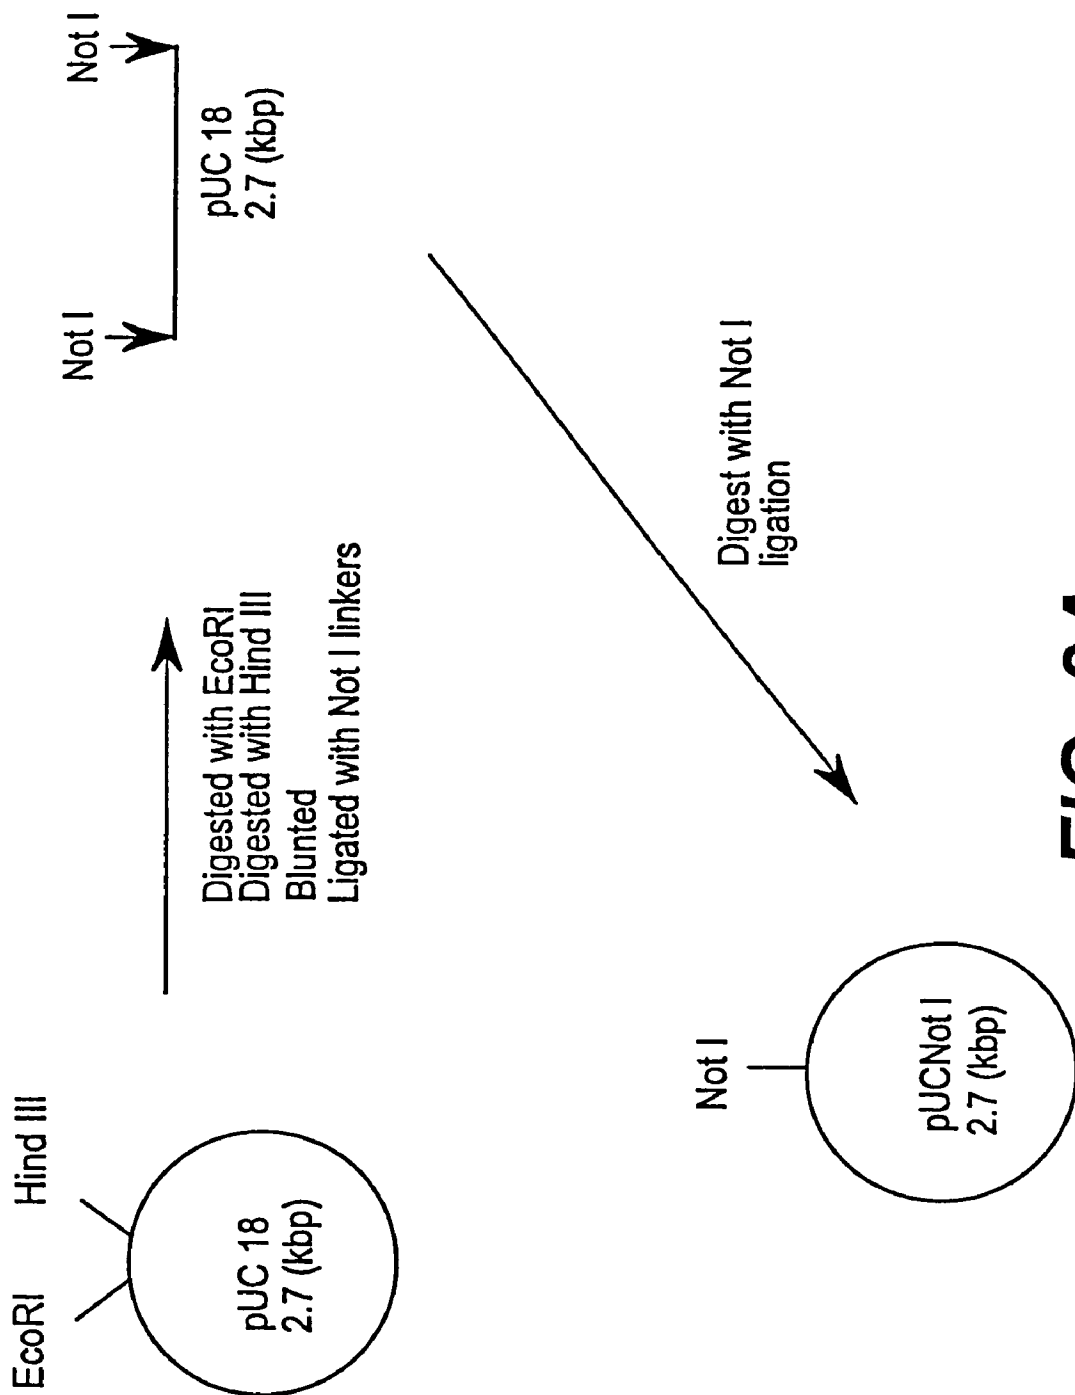 EcoRI
Hind III
pUC 18
2.7 (kbp)
Digested with EcoRI
Digested with Hind III
Blunted
Ligated with Not I linkers
Not I
Not I
pUC 18
2.7 (kbp)
Digest with Not I
ligation
Not I
pUCNot I
2.7 (kbp)
FIG.